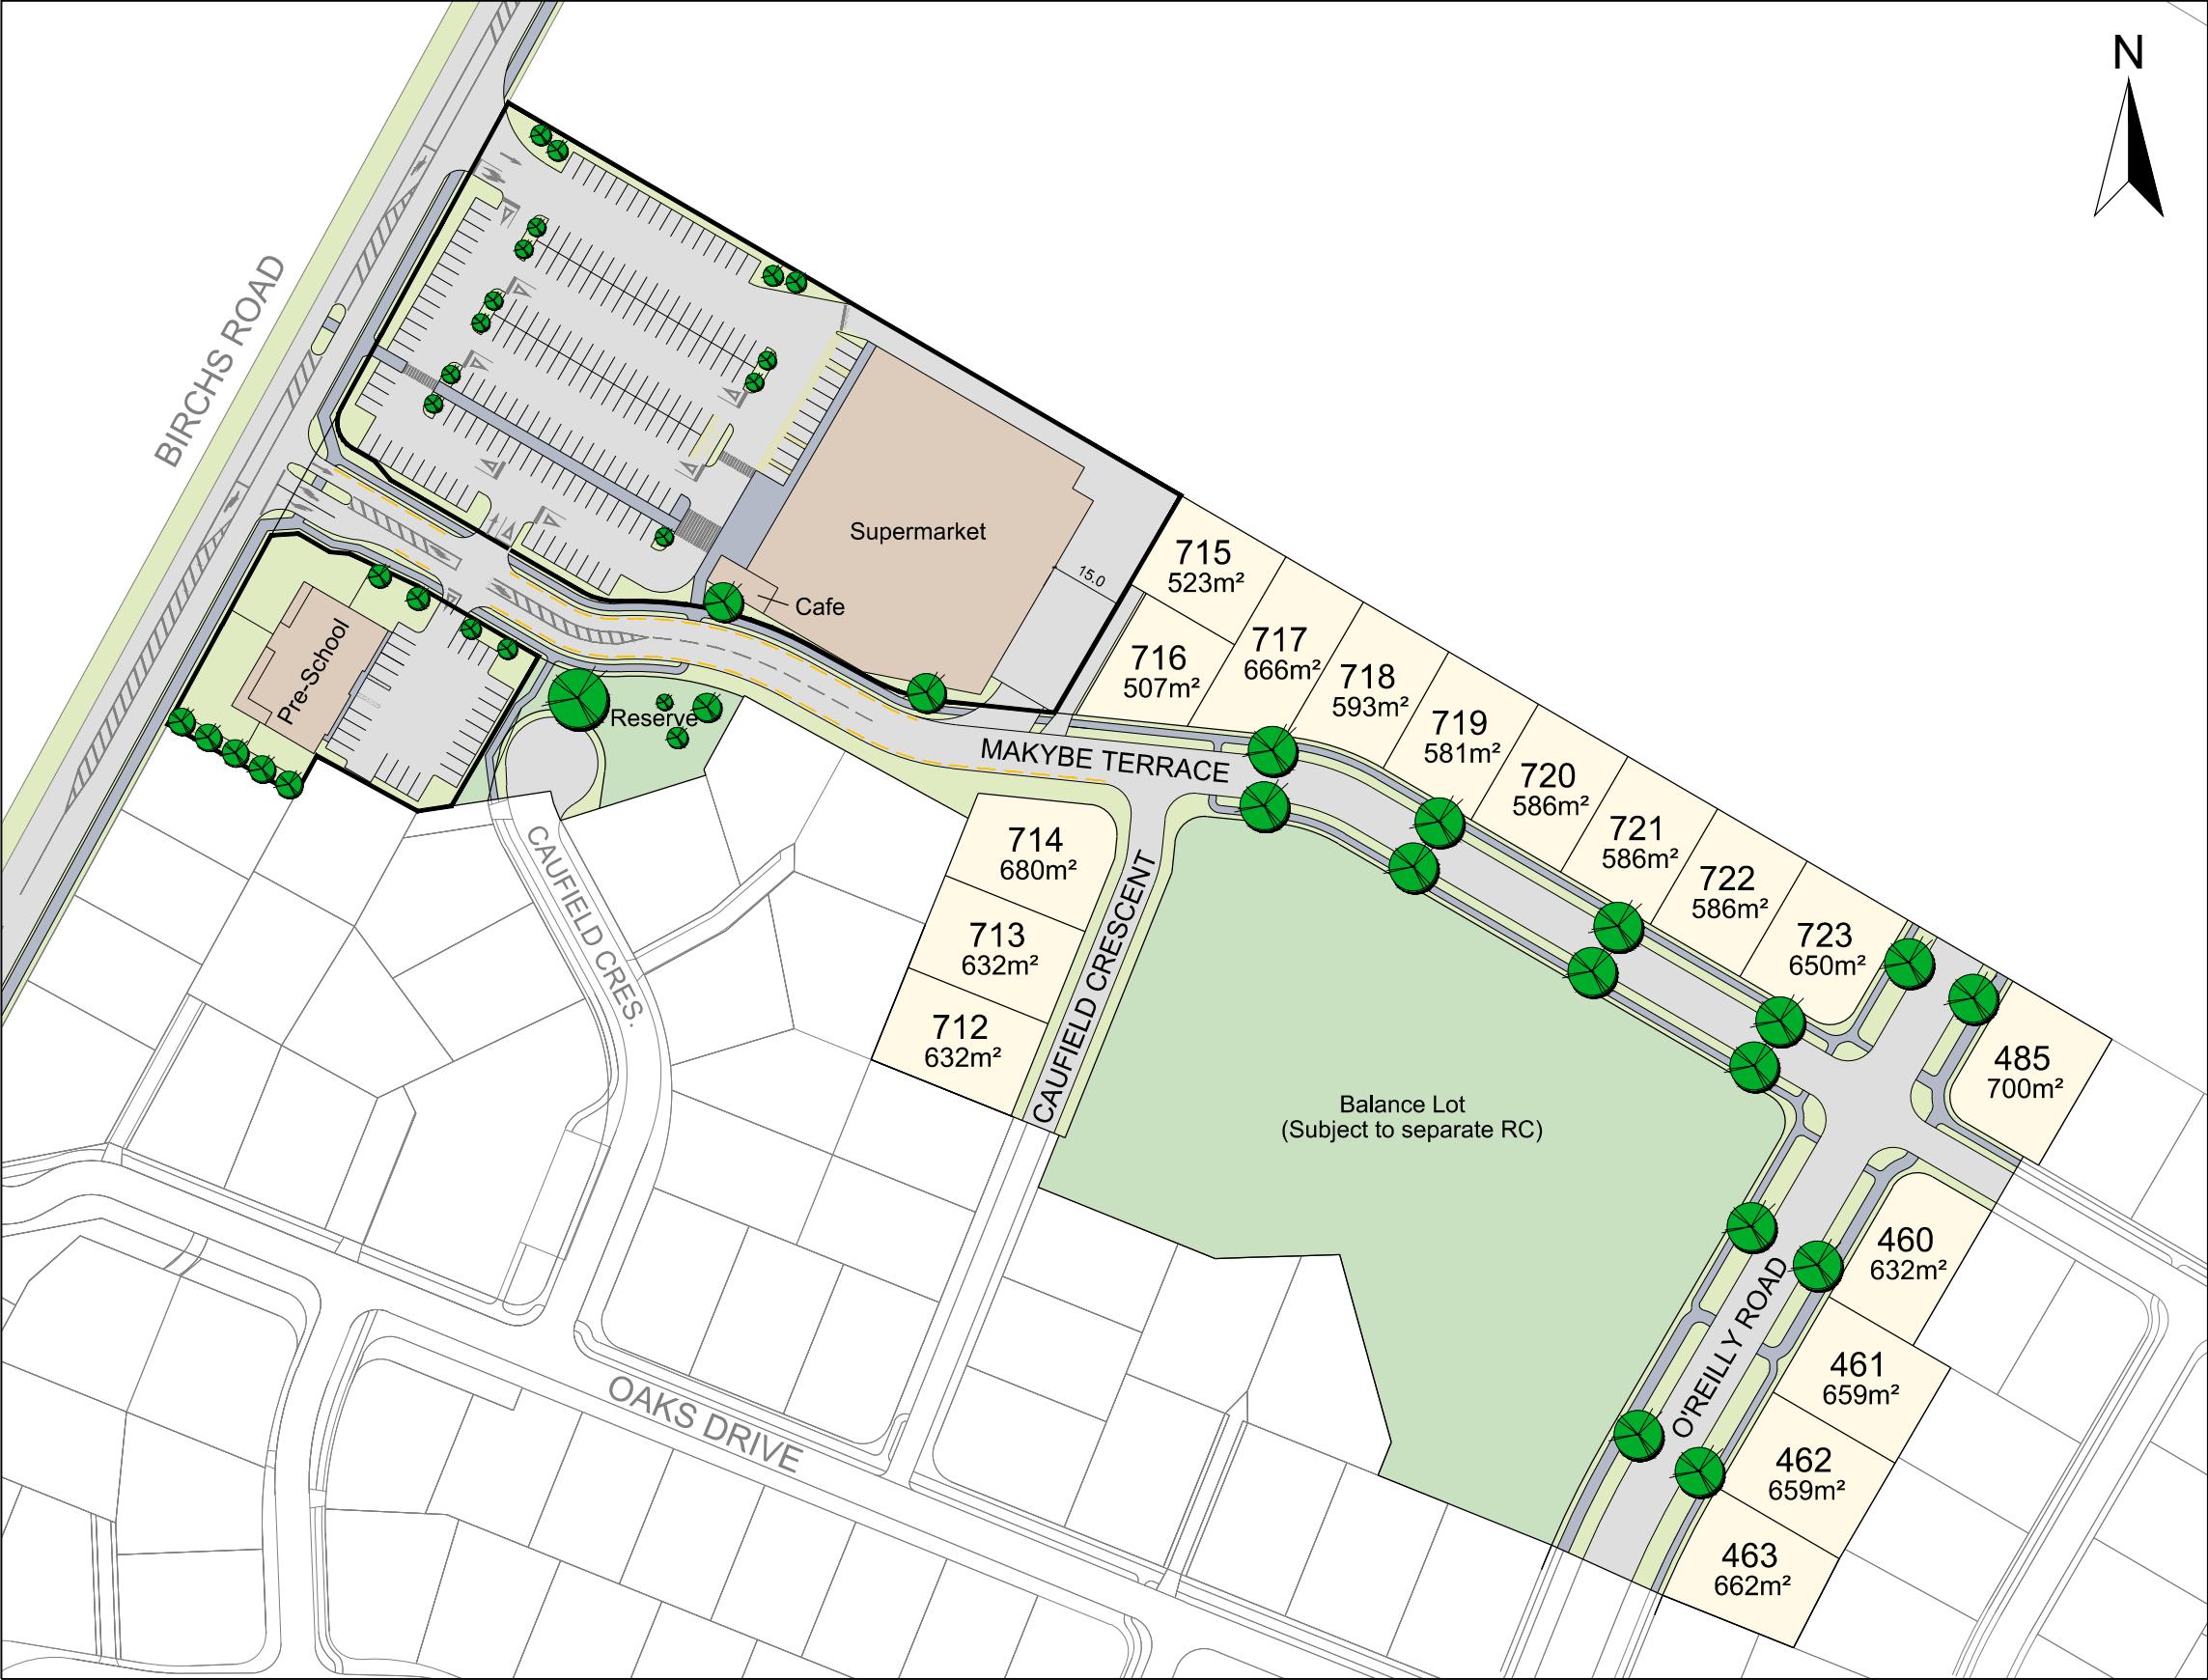 N
BIRCHS ROAD
Supermarket
15.0
Cafe
Pre-School
Reserve
MAKYBE TERRACE
715
523m²
716
507m²
717
666m²
718
593m²
719
581m²
720
586m²
721
586m²
722
586m²
723
650m²
485
700m²
714
680m²
713
632m²
712
632m²
CAUFIELD CRES.
CAUFIELD CRESCENT
Balance Lot
(Subject to separate RC)
460
632m²
461
659m²
462
659m²
463
662m²
O'REILLY ROAD
OAKS DRIVE